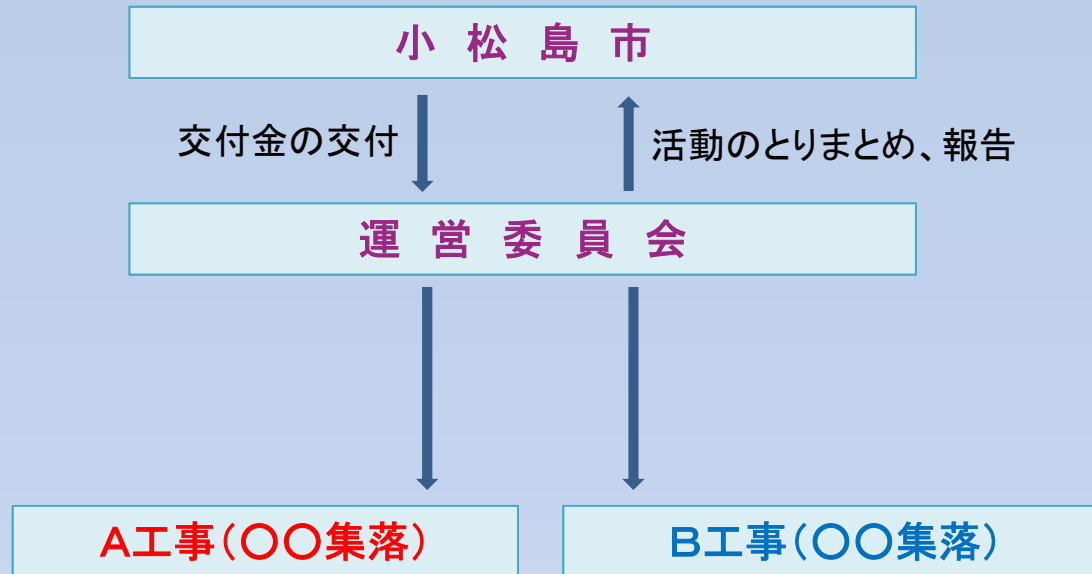 小 松 島 市
交付金の交付
活動のとりまとめ、報告
運 営 委 員 会
A工事(〇〇集落)
B工事(〇〇集落)